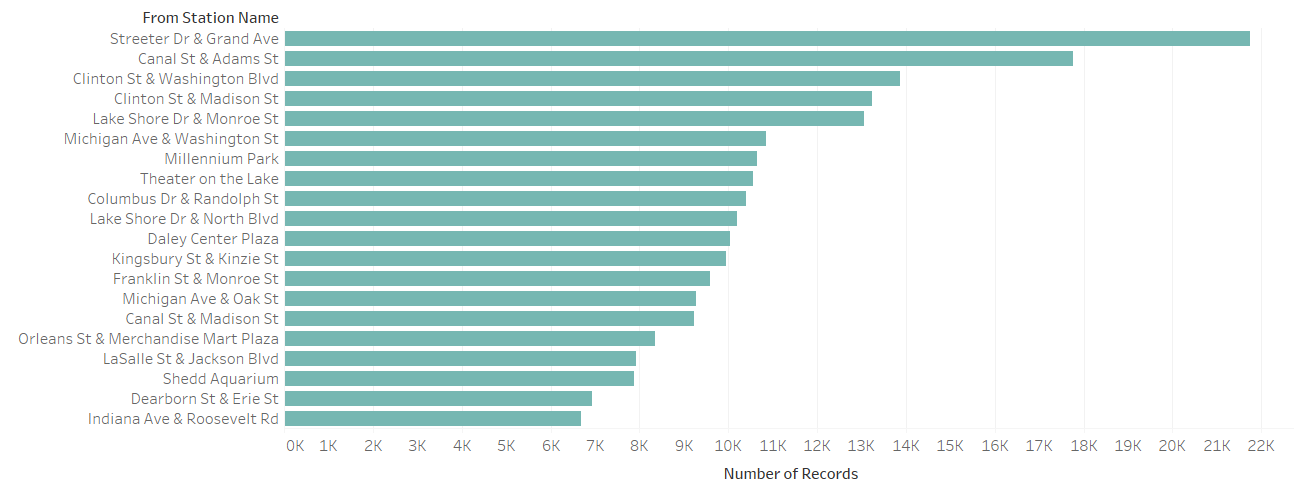 From Station Name
Streeter Dr & Grand Ave
Canal St & Adams St
Clinton St & Washington Blvd
Clinton St & Madison St
Lake Shore Dr & Monroe St
Michigan Ave & Washington St
Millennium Park
Theater on the Lake
Columbus Dr & Randolph St
Lake Shore Dr & North Blvd
Daley Center Plaza
Kingsbury St & Kinzie St
Franklin St & Monroe St
Michigan Ave & Oak St
Canal St & Madison St
Orleans St & Merchandise Mart Plaza
LaSalle St & Jackson Blvd
Shedd Aquarium
Dearborn St & Erie St
Indiana Ave & Roosevelt Rd
0K 1K 2K 3K 4K 5K 6K 7K 8K 9K 10K 11K 12K 13K 14K 15K 16K 17K 18K 19K 20K 21K 22K
Number of Records